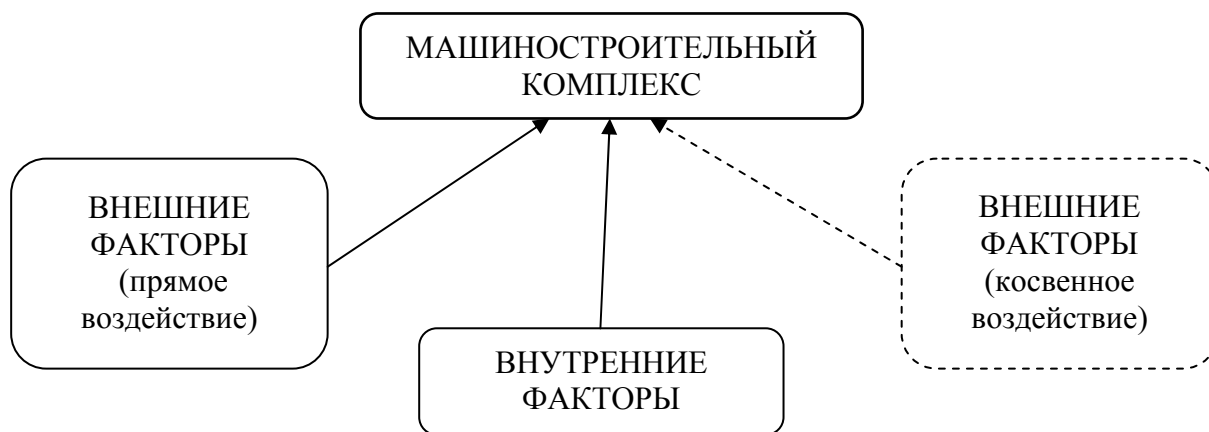 МАШИНОСТРОИТЕЛЬНЫЙ
КОМПЛЕКС
ВНЕШНИЕ
ФАКТОРЫ
(прямое
воздействие)
ВНУТРЕННИЕ
ФАКТОРЫ
ВНЕШНИЕ
ФАКТОРЫ
(косвенное
воздействие)